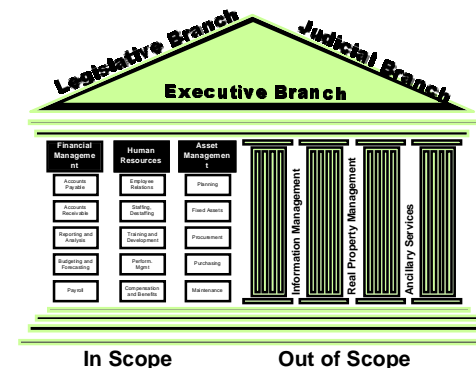 Legislative Branch
Judicial Branch
Executive Branch
Financial
Manageme
nt
Human
Resources
Asset
Managemen
t
Accounts
Payable
Employee
Relations
Planning
Accounts
Receivable
Staffing,
Destaffing
Fixed Assets
Reporting and
Analysis
Training and
Development
Procurement
Budgeting and
Forecasting
Perform.
Mgmt
Purchasing
Payroll
Compensation
and Benefits
Maintenance
Information Management
Real Property Management
Ancillary Services
In Scope
Out of Scope